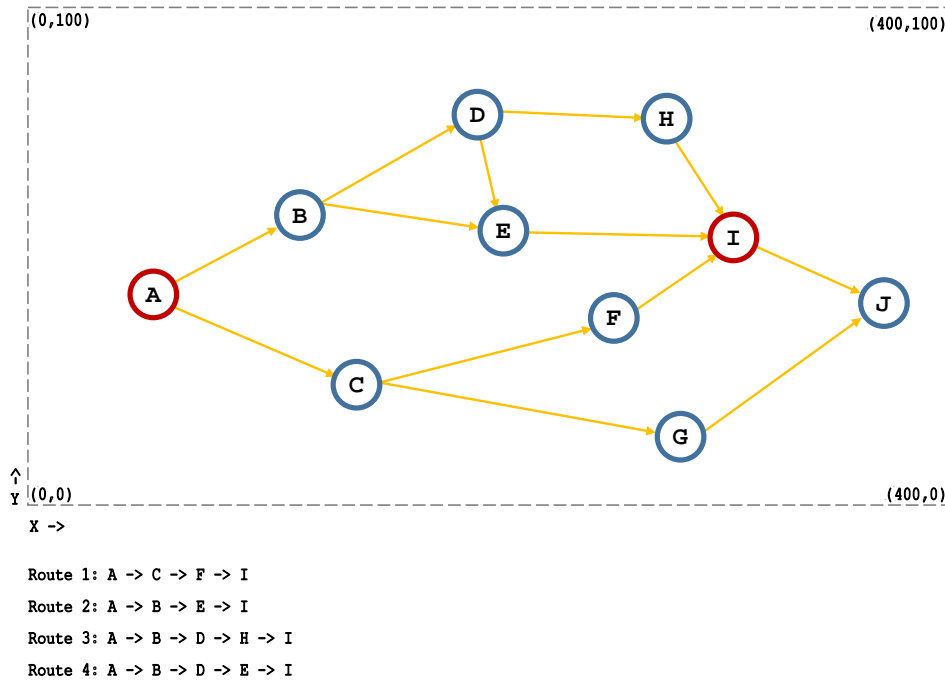 (0,100)
(400,100)
D
H
B
E
I
A
J
F
C
G
^
Y
(0,0)
(400,0)
X ->
Route 1: A -> C -> F -> I
Route 2: A -> B -> E -> I
Route 3: A -> B -> D -> H -> I
Route 4: A -> B -> D -> E -> I